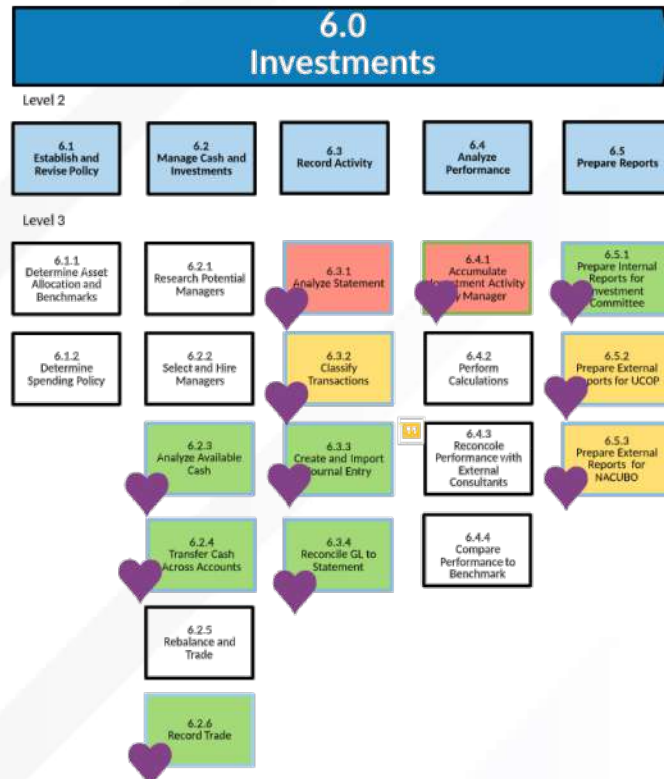 6.0
Investments
Level 2
6.1
Establish and
Revise Policy
6.2
Manage Cash and
Investments
6.3
Record Activity
6.4
Analyze
Performance
6.5
Prepare Reports
Level 3
6.1.1
Determine Asset
Allocation and
Benchmarks
6.2.1
Research Potential
Managers
6.3.1
Analyze Statement
6.4.1
Accumulate
Investment Activity
by Manager
6.5.1
Prepare Internal
Reports for
Investment
Committee
6.1.2
Determine
Spending Policy
6.2.2
Select and Hire
Managers
6.3.2
Classify
Transactions
6.4.2
Perform
Calculations
6.5.2
Prepare External
Reports for UCOP
6.2.3
Analyze Available
Cash
6.3.3
Create and Import
Journal Entry
6.4.3
Reconcole
Performance with
External
Consultants
6.5.3
Prepare External
Reports for
NACUBO
6.2.4
Transfer Cash
Across Accounts
6.3.4
Reconcile GL to
Statement
6.4.4
Compare
Performance to
Benchmark
6.2.5
Rebalance and
Trade
6.2.6
Record Trade